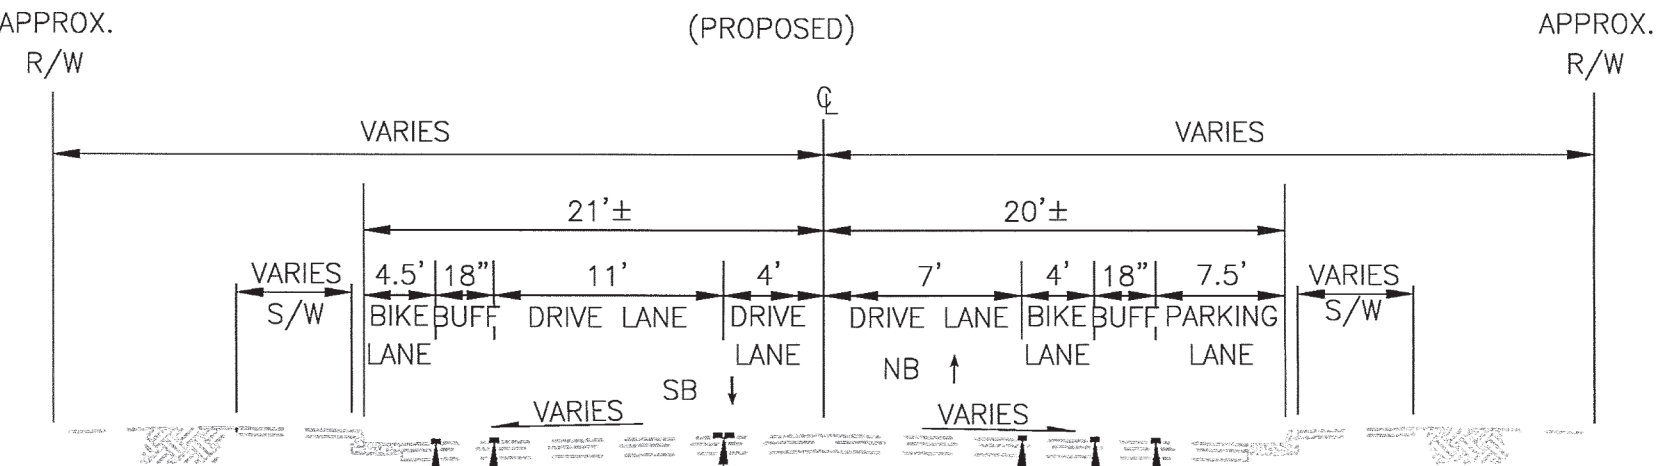 APPROX.
R/W
(PROPOSED)
APPROX.
R/W
℄
VARIES
VARIES
21'±
20'±
VARIES
S/W
4.5'
BIKE
LANE
18"
BUFF
11'
DRIVE LANE
4'
DRIVE
LANE
7'
DRIVE LANE
4'
BIKE
LANE
18"
BUFF
7.5'
PARKING
LANE
VARIES
S/W
SB
NB
VARIES
VARIES